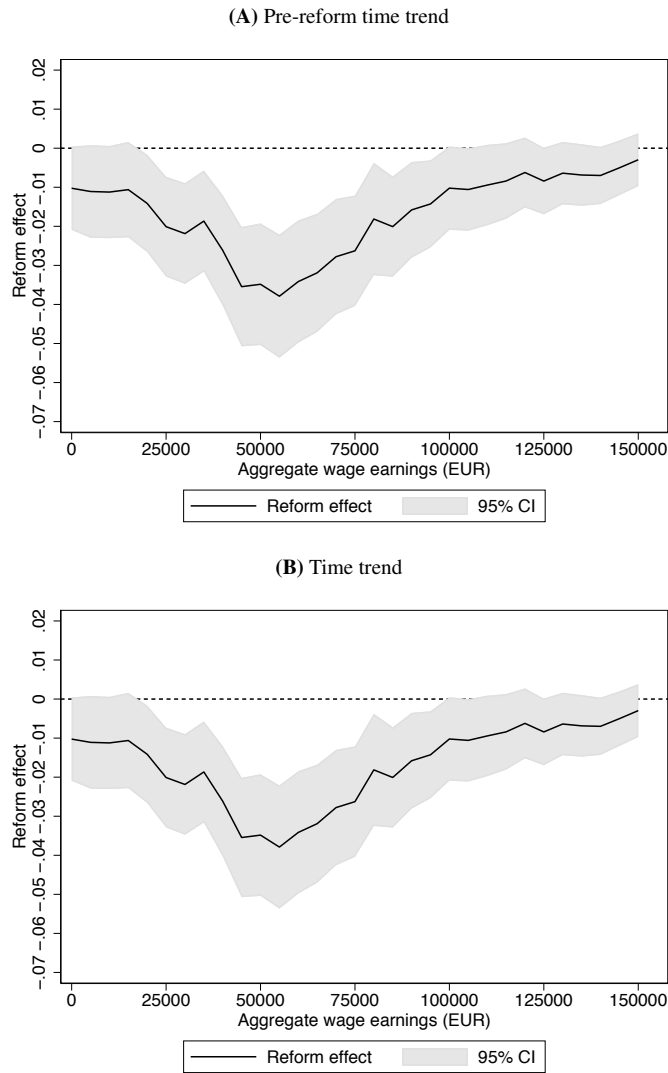 (A) Pre-reform time trend
.02
.01
0
-.01
-.02
-.03
-.04
-.05
-.06
-.07
Reform effect
0 25000 50000 75000 100000 125000 150000
Aggregate wage earnings (EUR)
Reform effect 95% CI
(B) Time trend
.02
.01
0
-.01
-.02
-.03
-.04
-.05
-.06
-.07
Reform effect
0 25000 50000 75000 100000 125000 150000
Aggregate wage earnings (EUR)
Reform effect 95% CI